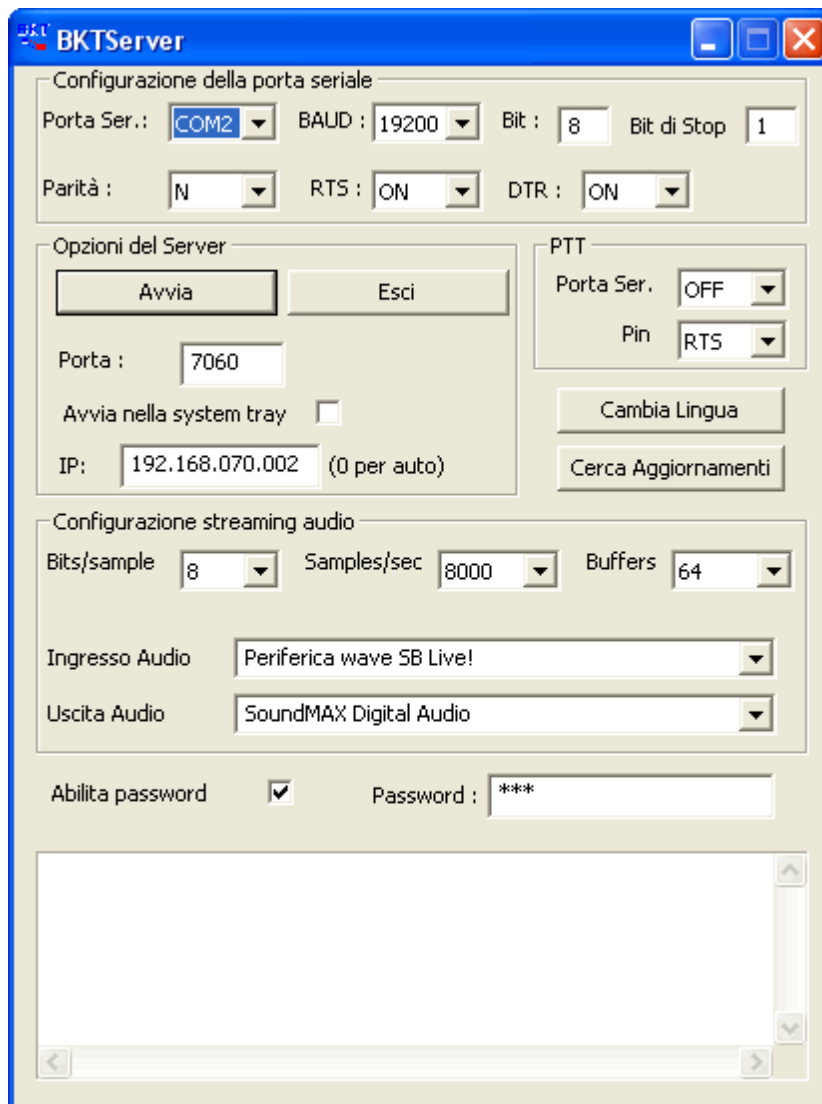 BKT BKTServer
Configurazione della porta seriale
Porta Ser.: COM2 BAUD : 19200 Bit : 8 Bit di Stop 1
Parità : N RTS : ON DTR : ON
Opzioni del Server
Avvia Esci
Porta : 7060
Avvia nella system tray
IP: 192.168.070.002 (0 per auto)
PTT
Porta Ser. OFF
Pin RTS
Cambia Lingua
Cerca Aggiornamenti
Configurazione streaming audio
Bits/sample 8 Samples/sec 8000 Buffers 64
Ingresso Audio Periferica wave SB Live!
Uscita Audio SoundMAX Digital Audio
Abilita password Password : ***